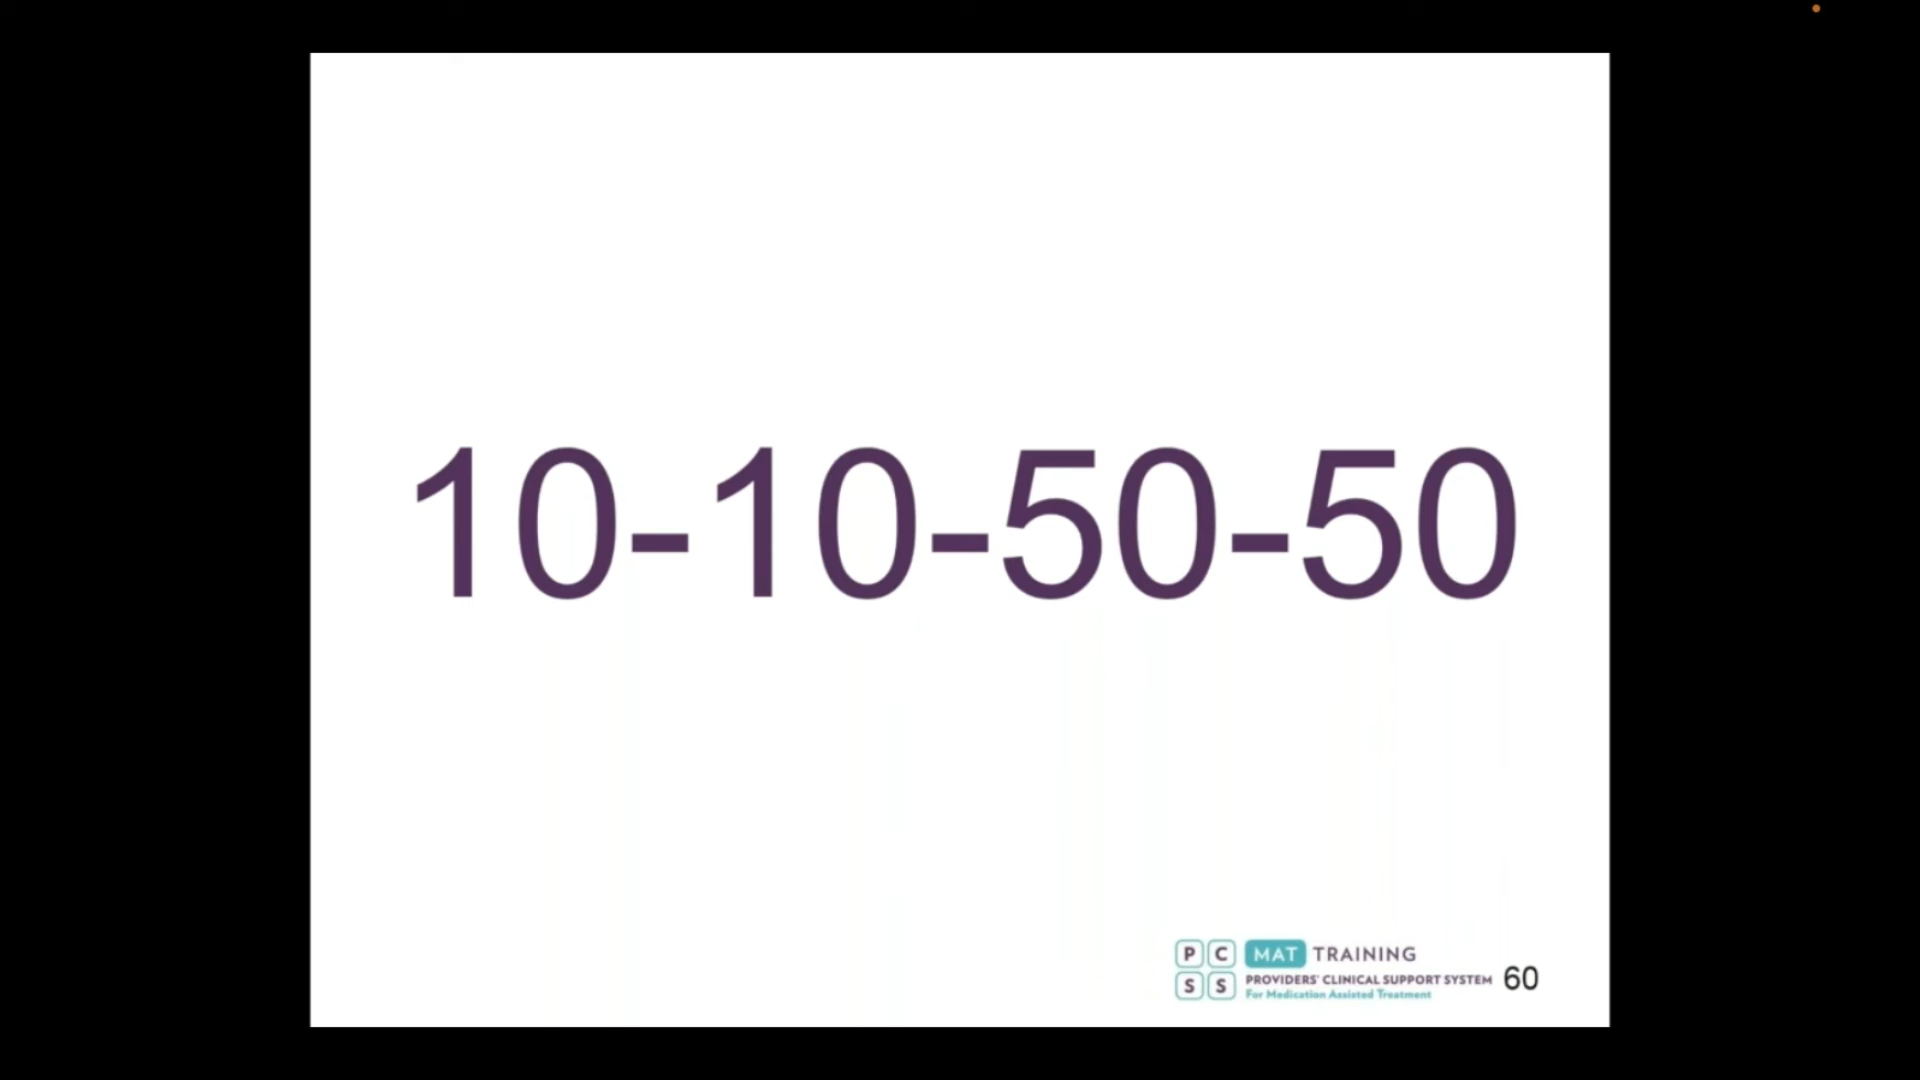 10-10-50-50
P C MAT TRAINING
S S PROVIDERS' CLINICAL SUPPORT SYSTEM 60
For Medication Assisted Treatment